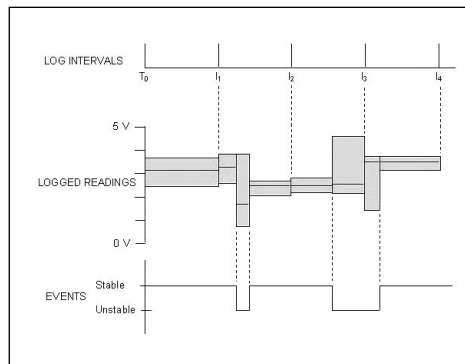 LOG INTERVALS
T0 I1 I2 I3 I4
5 V
LOGGED READINGS
0 V
Stable
EVENTS
Unstable